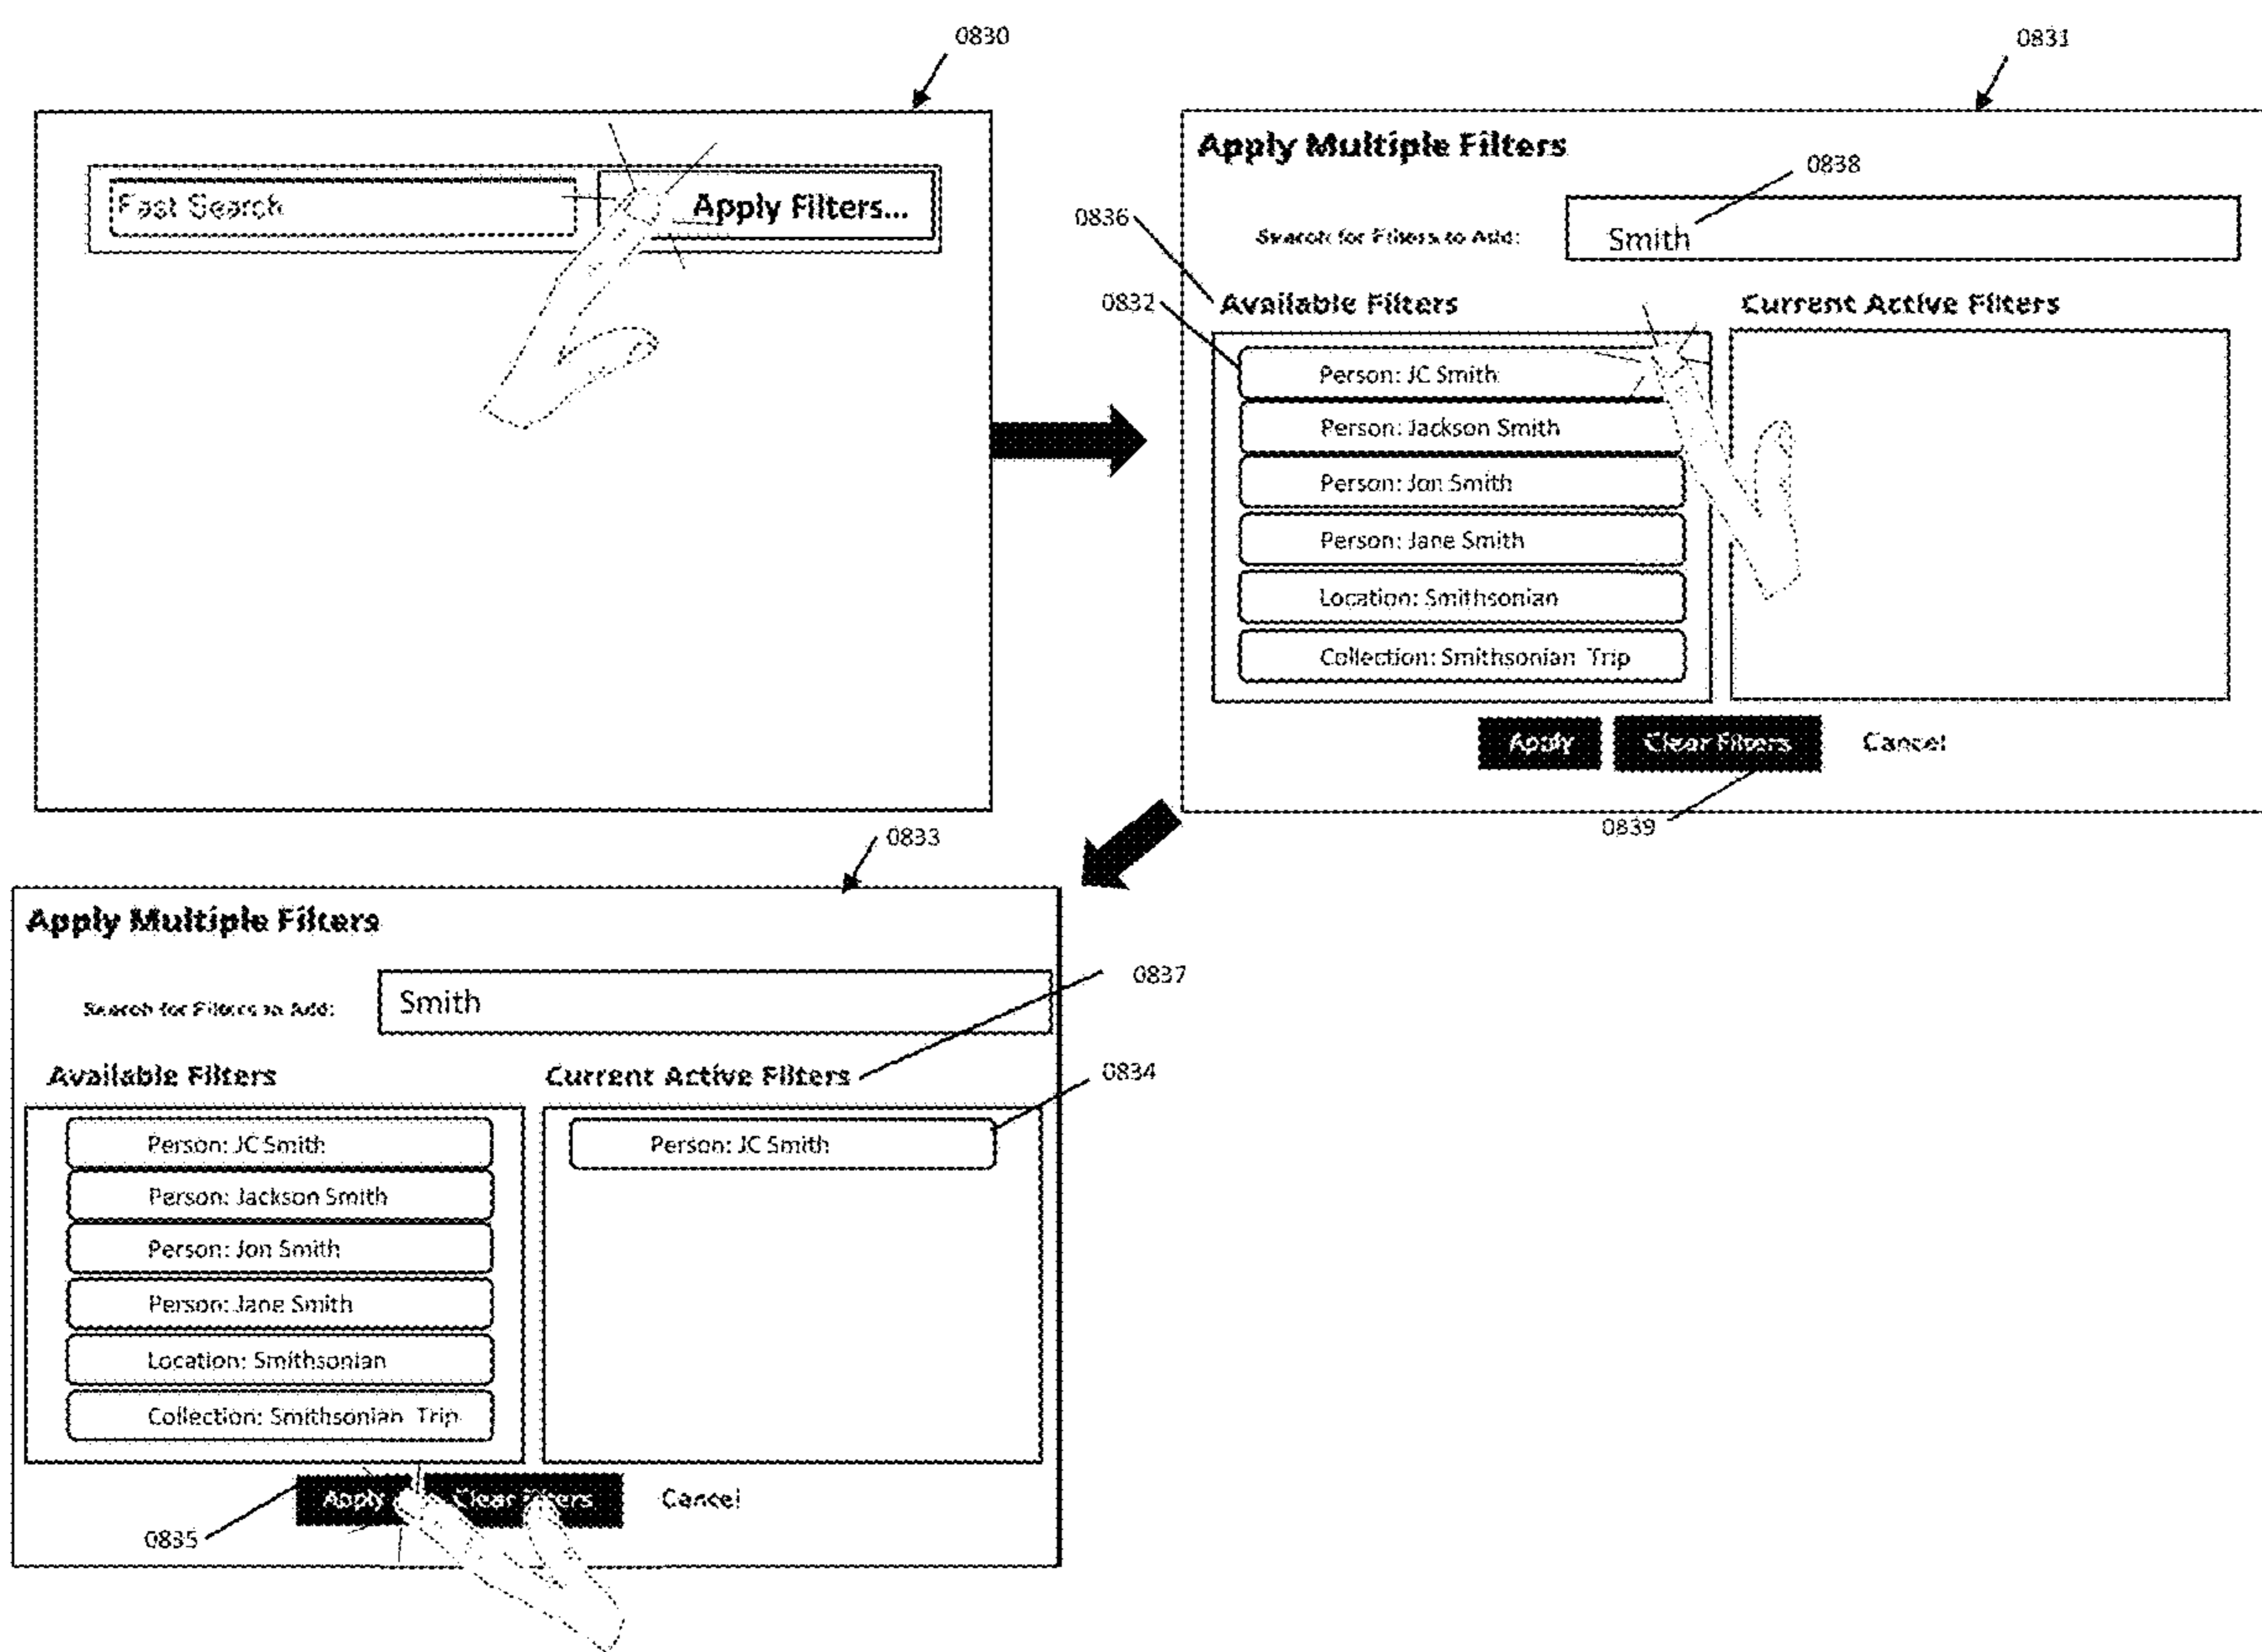 0830
Fast Search
Apply Filters...
0831
Apply Multiple Filters
0838
Search for Filters to Add:
Smith
0836
Available Filters
Current Active Filters
0832
Person: JC Smith
Person: Jackson Smith
Person: Jon Smith
Person: Jane Smith
Location: Smithsonian
Collection: Smithsonian Trip
Apply
Clear Filters
Cancel
0839
0833
Apply Multiple Filters
0837
Search for Filters to Add:
Smith
Available Filters
Current Active Filters
0834
Person: JC Smith
Person: JC Smith
Person: Jackson Smith
Person: Jon Smith
Person: Jane Smith
Location: Smithsonian
Collection: Smithsonian Trip
Apply
Clear Filters
Cancel
0835